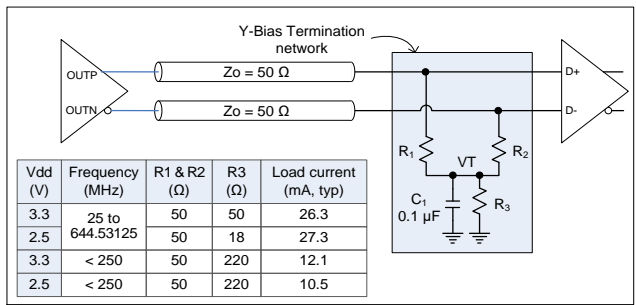 Y-Bias Termination
network
OUTP
OUTN
Zo = 50 Ω
Zo = 50 Ω
D+
D-
R1
R2
VT
C1
0.1 µF
R3
Vdd (V) Frequency (MHz) R1 & R2 (Ω) R3 (Ω) Load current (mA, typ)
3.3 25 to 644.53125 50 50 26.3
2.5 50 18 27.3
3.3 < 250 50 220 12.1
2.5 < 250 50 220 10.5